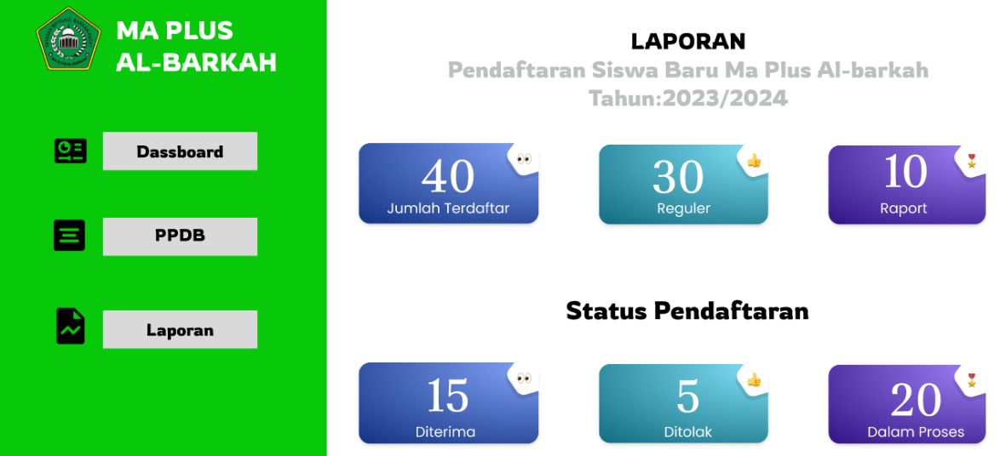 MA PLUS
AL-BARKAH
Dassboard
PPDB
Laporan
LAPORAN
Pendaftaran Siswa Baru Ma Plus Al-barkah
Tahun:2023/2024
40
Jumlah Terdaftar
30
Reguler
10
Raport
Status Pendaftaran
15
Diterima
5
Ditolak
20
Dalam Proses